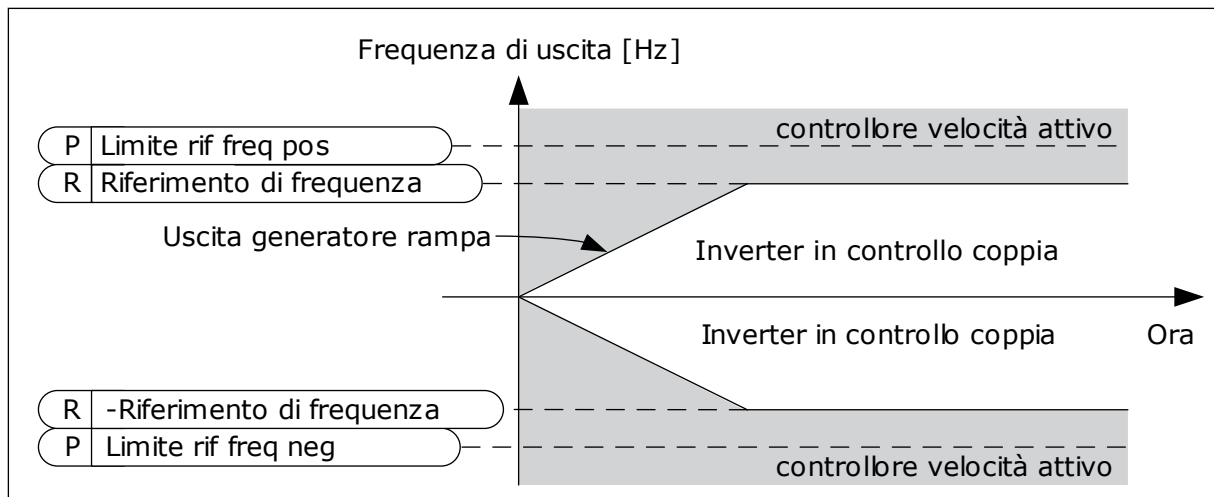 Frequenza di uscita [Hz]
controllore velocità attivo
P Limite rif freq pos
R Riferimento di frequenza
Uscita generatore rampa
Inverter in controllo coppia
Inverter in controllo coppia
Ora
R -Riferimento di frequenza
P Limite rif freq neg
controllore velocità attivo